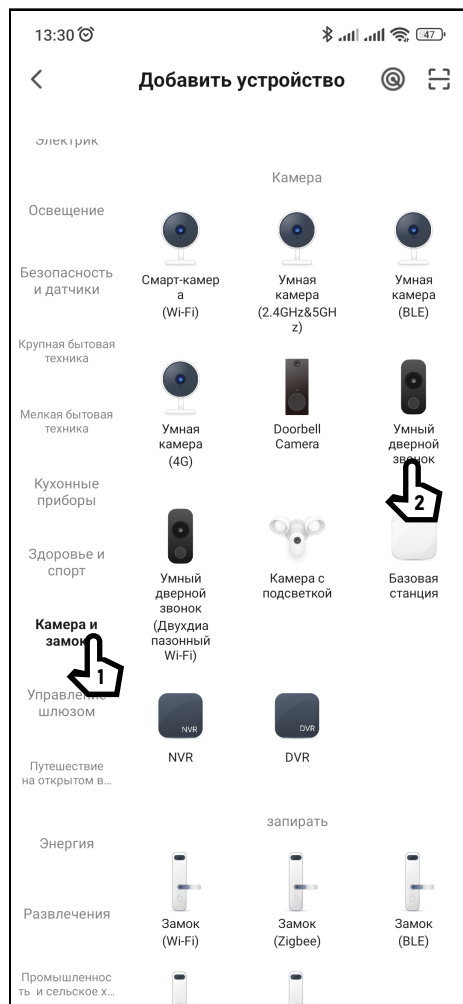 13:30
47
Добавить устройство
Электрик
Освещение
Безопасность
и датчики
Крупная бытовая
техника
Мелкая бытовая
техника
Кухонные
приборы
Здоровье и
спорт
Камера и
замок
1
Управление
шлюзом
Путешествие
на открытом в...
Энергия
Развлечения
Промышленнос
ть и сельское х...
Камера
Смарт-камер
а
(Wi-Fi)
Умная
камера
(2.4GHz&5GH
z)
Умная
камера
(BLE)
Умная
камера
(4G)
Doorbell
Camera
Умный
дверной
звонок
2
Умный
дверной
звонок
(Двухдиа
пазонный
Wi-Fi)
Камера с
подсветкой
Базовая
станция
NVR
NVR
DVR
DVR
запирать
Замок
(Wi-Fi)
Замок
(Zigbee)
Замок
(BLE)